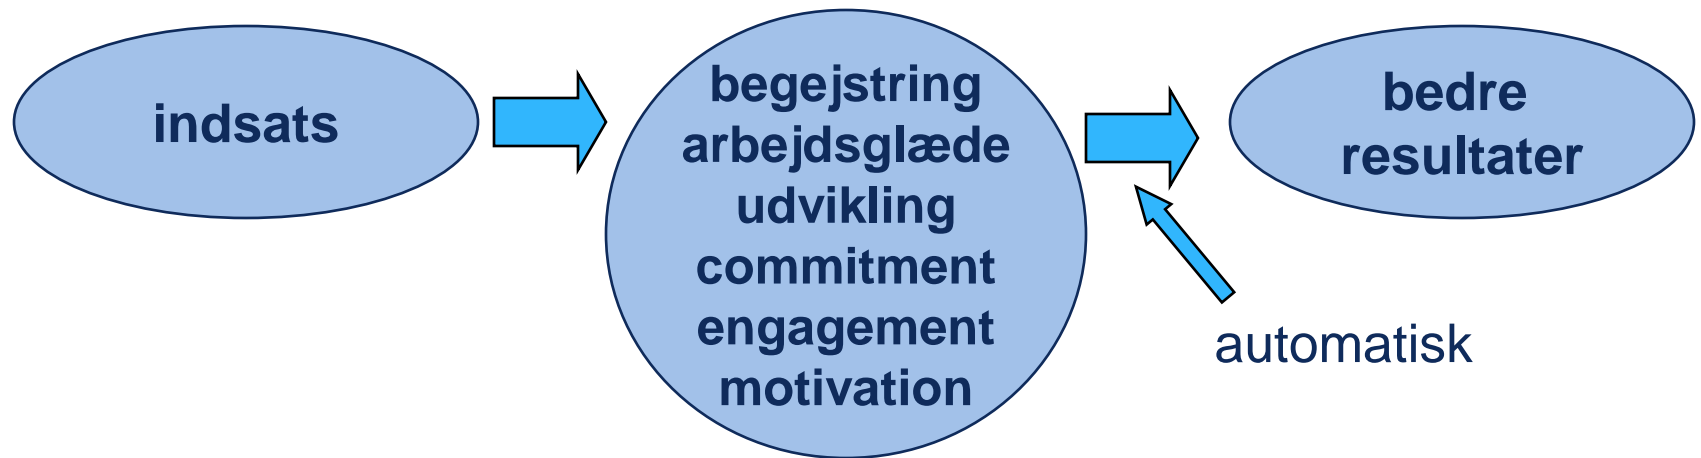 indsats
begejstring
arbejdsglæde
udvikling
commitment
engagement
motivation
bedre
resultater
automatisk